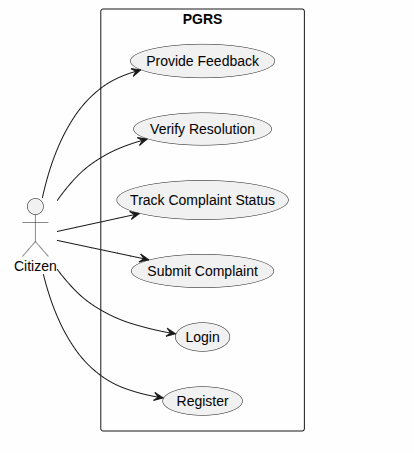 PGRS
Provide Feedback
Verify Resolution
Track Complaint Status
Submit Complaint
Citizen
Login
Register